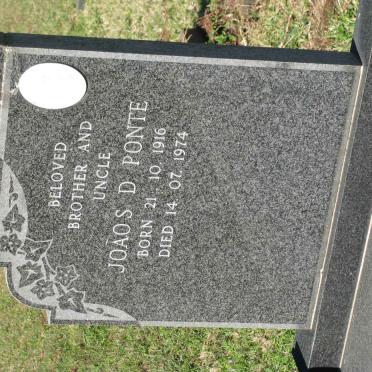 BELOVED
BROTHER AND
UNCLE
JOÃO S D PONTE
BORN 21.10.1916
DIED 14.07.1974